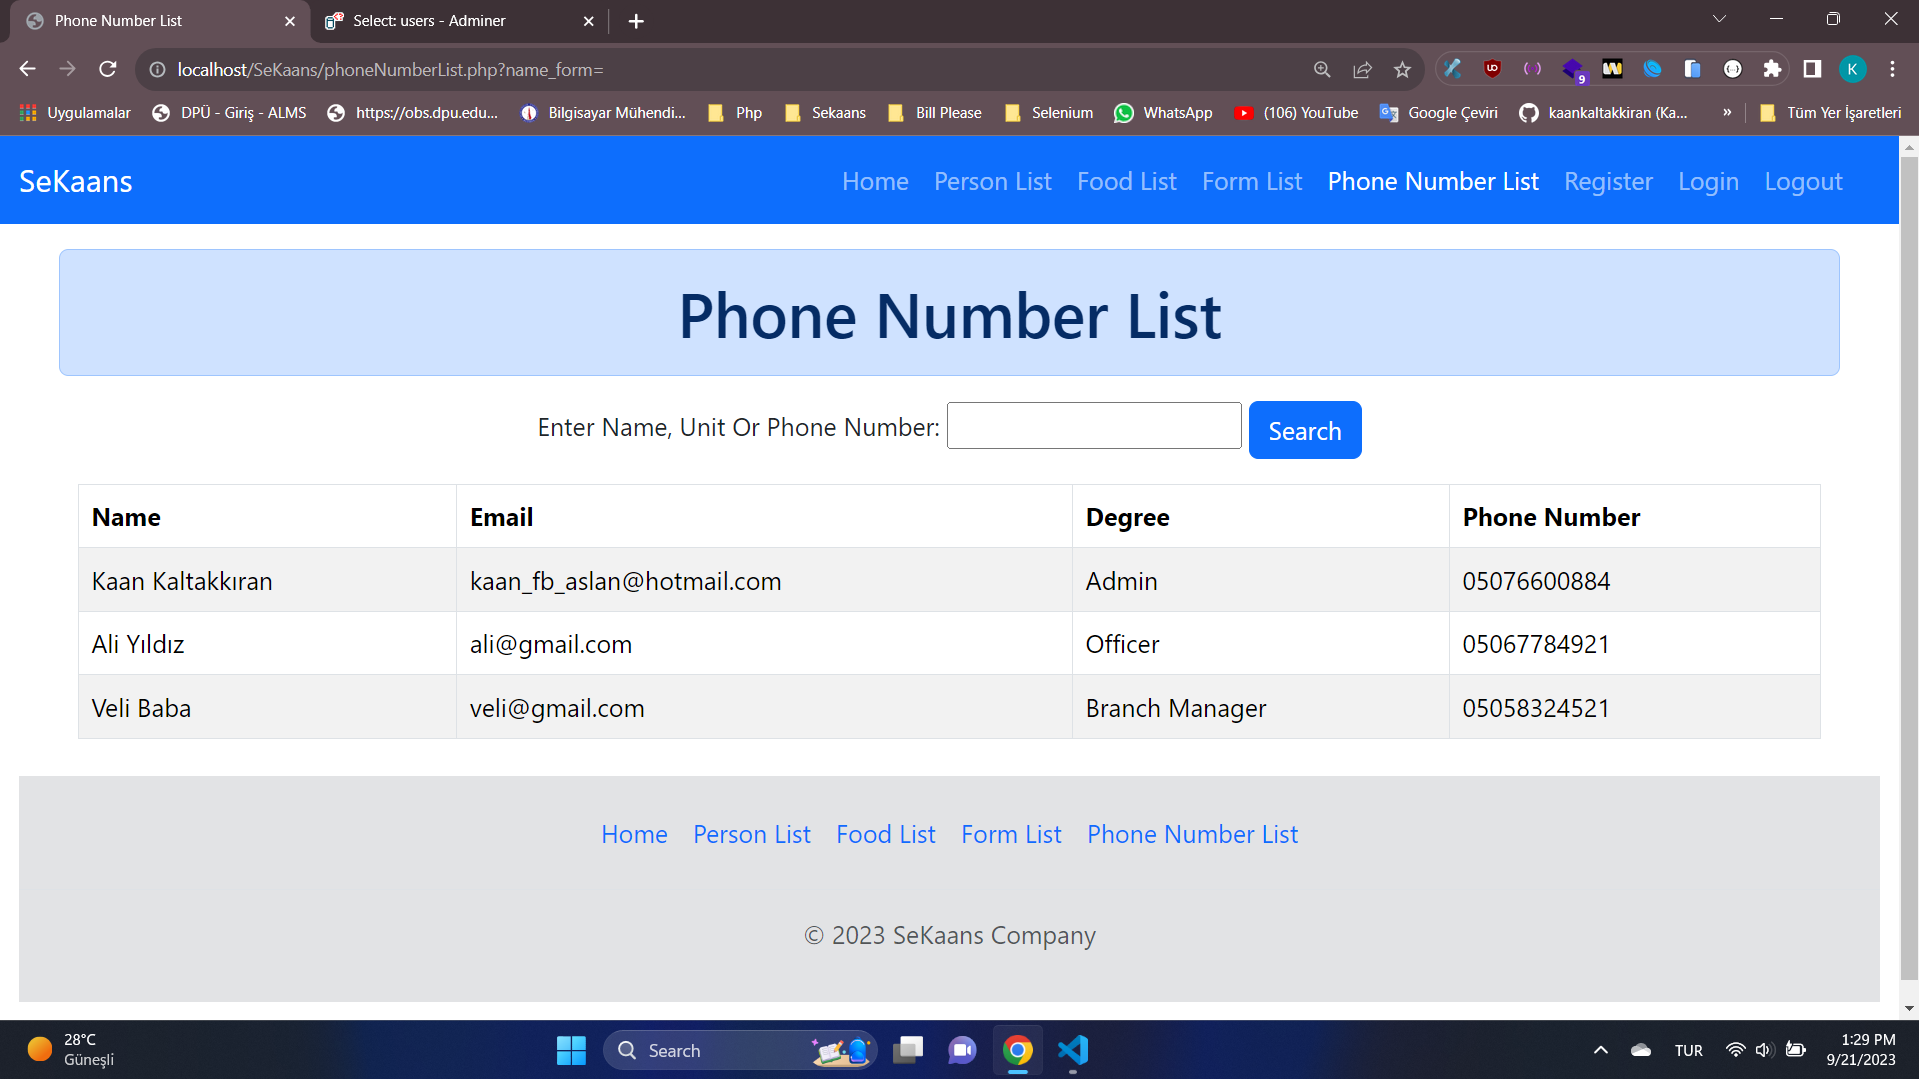 Phone Number List
Select: users - Adminer
localhost/SeKaans/phoneNumberList.php?name_form=
9
K
Uygulamalar
DPÜ - Giriş - ALMS
https://obs.dpu.edu...
Bilgisayar Mühendi...
Php
Sekaans
Bill Please
Selenium
WhatsApp
(106) YouTube
Google Çeviri
kaankaltakkiran (Ka...
»
Tüm Yer İşaretleri
SeKaans
Home Person List Food List Form List Phone Number List Register Login Logout
Phone Number List
Enter Name, Unit Or Phone Number: Search
Name Email Degree Phone Number
Kaan Kaltakkıran kaan_fb_aslan@hotmail.com Admin 05076600884
Ali Yıldız ali@gmail.com Officer 05067784921
Veli Baba veli@gmail.com Branch Manager 05058324521
Home Person List Food List Form List Phone Number List
© 2023 SeKaans Company
28°C
Güneşli
Search
TUR
1:29 PM
9/21/2023